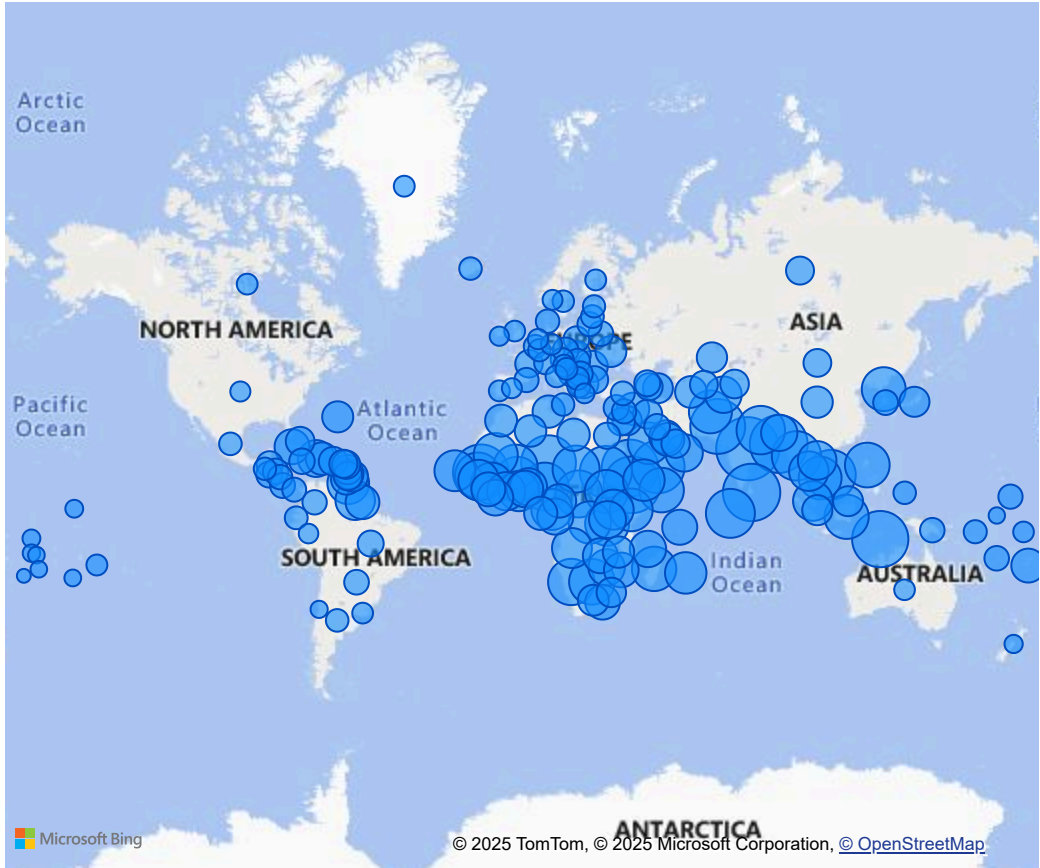 Arctic
Ocean
NORTH AMERICA
EUROPE
ASIA
Pacific
Ocean
Atlantic
Ocean
SOUTH AMERICA
Indian
Ocean
AUSTRALIA
ANTARCTICA
Microsoft Bing
© 2025 TomTom, © 2025 Microsoft Corporation, © OpenStreetMap